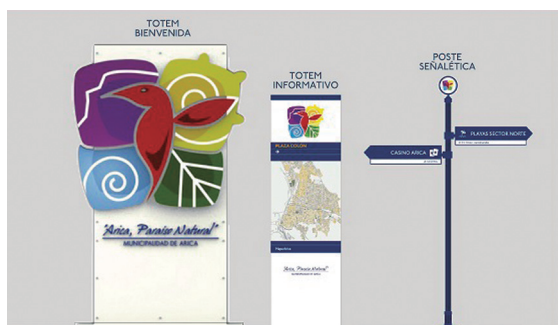 TOTEM
BIENVENIDA
"Arica, Paraíso Natural"
MUNICIPALIDAD DE ARICA
TOTEM
INFORMATIVO
PLAZA COLÓN
"Arica, Paraíso Natural"
POSTE
SEÑALÉTICA
PLAYAS SECTOR NORTE
CASINO ARICA